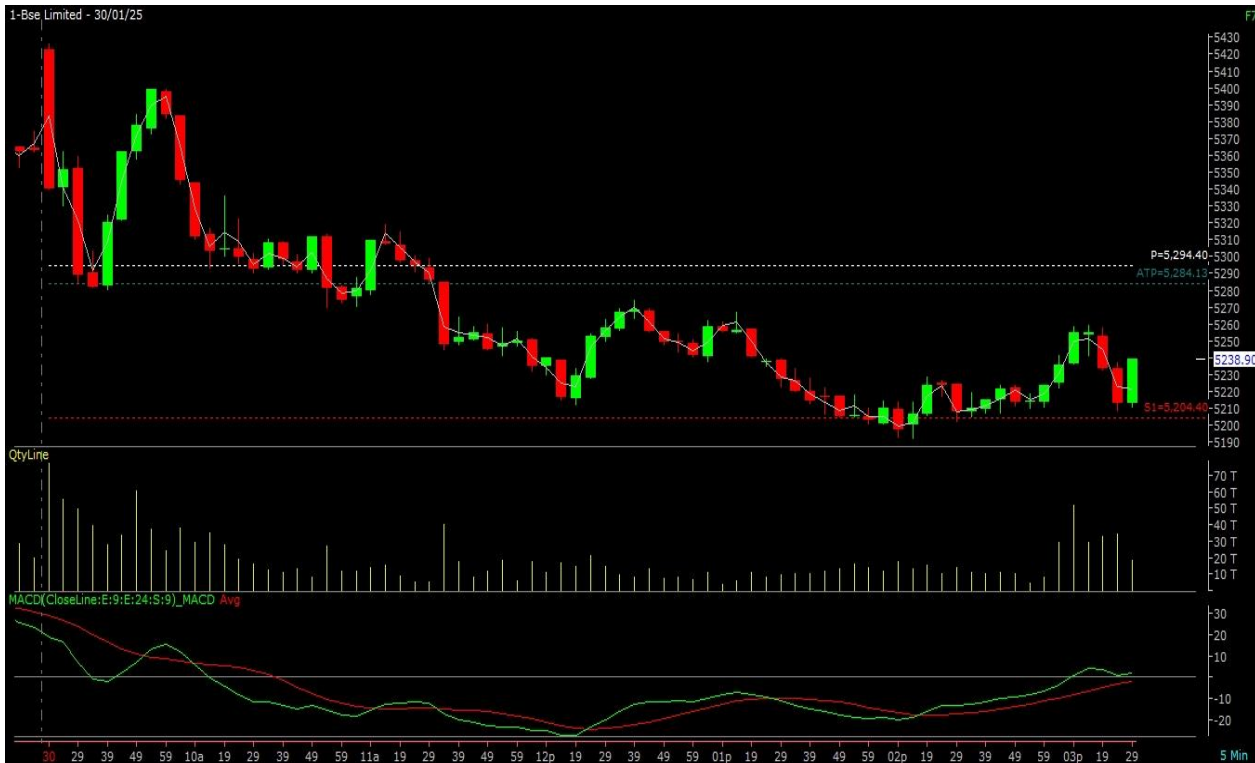 1-Bse Limited - 30/01/25
F7
5430
5420
5410
5400
5390
5380
5370
5360
5350
5340
5330
5320
5310
5300
P=5,294.40
5290
ATP=5,284.13
5280
5270
5260
5250
5238.90
5230
5220
5210
S1=5,204.40
5200
5190
QtyLine
70 T
60 T
50 T
40 T
30 T
20 T
10 T
MACD(CloseLine:E:9:E:24:S:9)_MACD Avg
30
20
10
-10
-20
30 29 39 49 59 10a 19 29 39 49 59 11a 19 29 39 49 59 12p 19 29 39 49 59 01p 19 29 39 49 59 02p 19 29 39 49 59 03p 19 29 5 Min